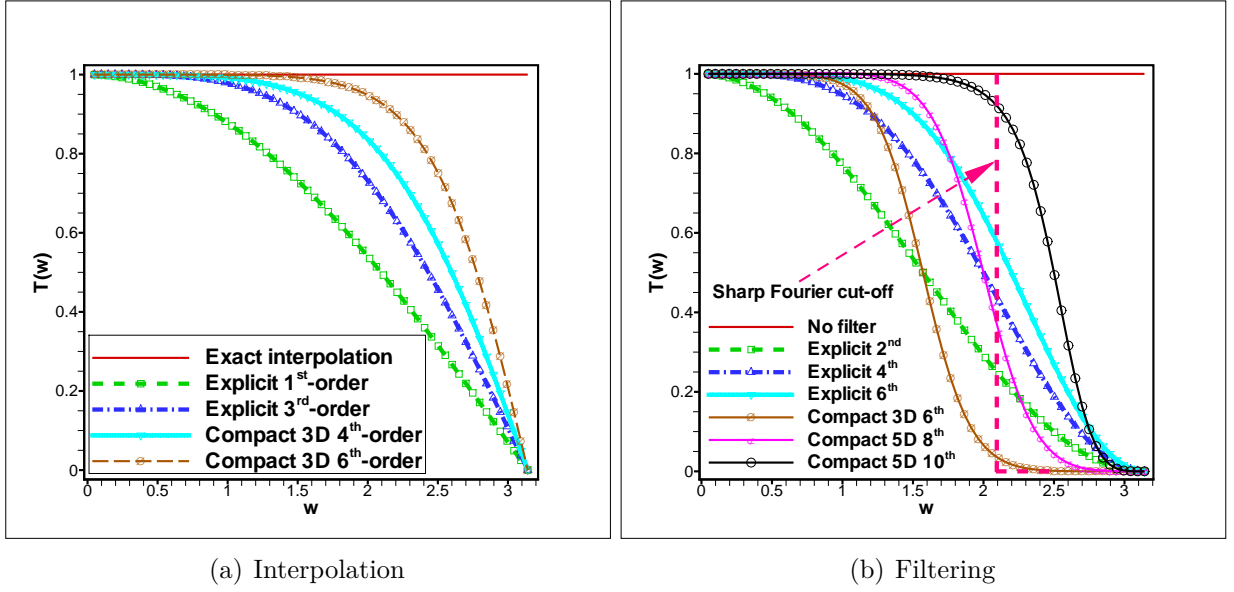 T(w)
1
0.8
0.6
0.4
0.2
0
0 0.5 1 1.5 2 2.5 3
w
Exact interpolation
Explicit 1st-order
Explicit 3rd-order
Compact 3D 4th-order
Compact 3D 6th-order
(a) Interpolation
T(w)
1
0.8
0.6
0.4
0.2
0
0.5 1 1.5 2 2.5 3
w
Sharp Fourier cut-off
No filter
Explicit 2nd
Explicit 4th
Explicit 6th
Compact 3D 6th
Compact 5D 8th
Compact 5D 10th
(b) Filtering